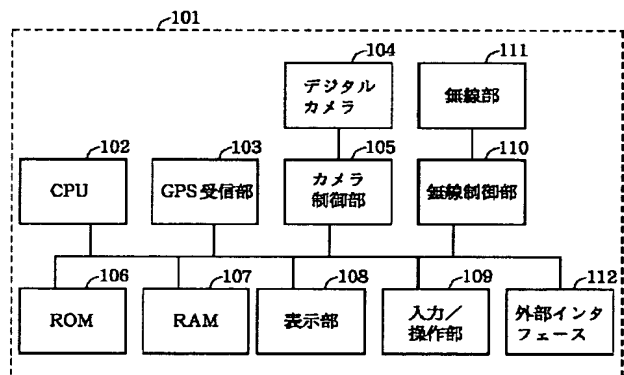 101
104
111
デジタル
カメラ
無線部
102
103
105
110
CPU
GPS受信部
カメラ
制御部
無線制御部
106
107
108
109
112
ROM
RAM
表示部
入力/
操作部
外部インタ
フェース